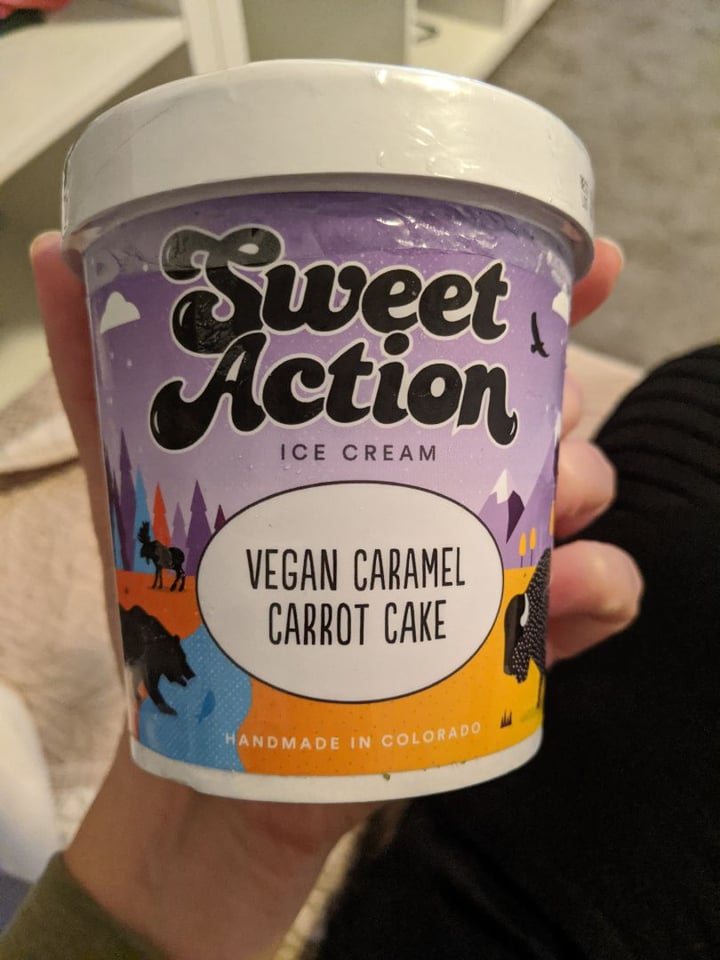 Sweet
Action
ICE CREAM
VEGAN CARAMEL
CARROT CAKE
HANDMADE IN COLORADO